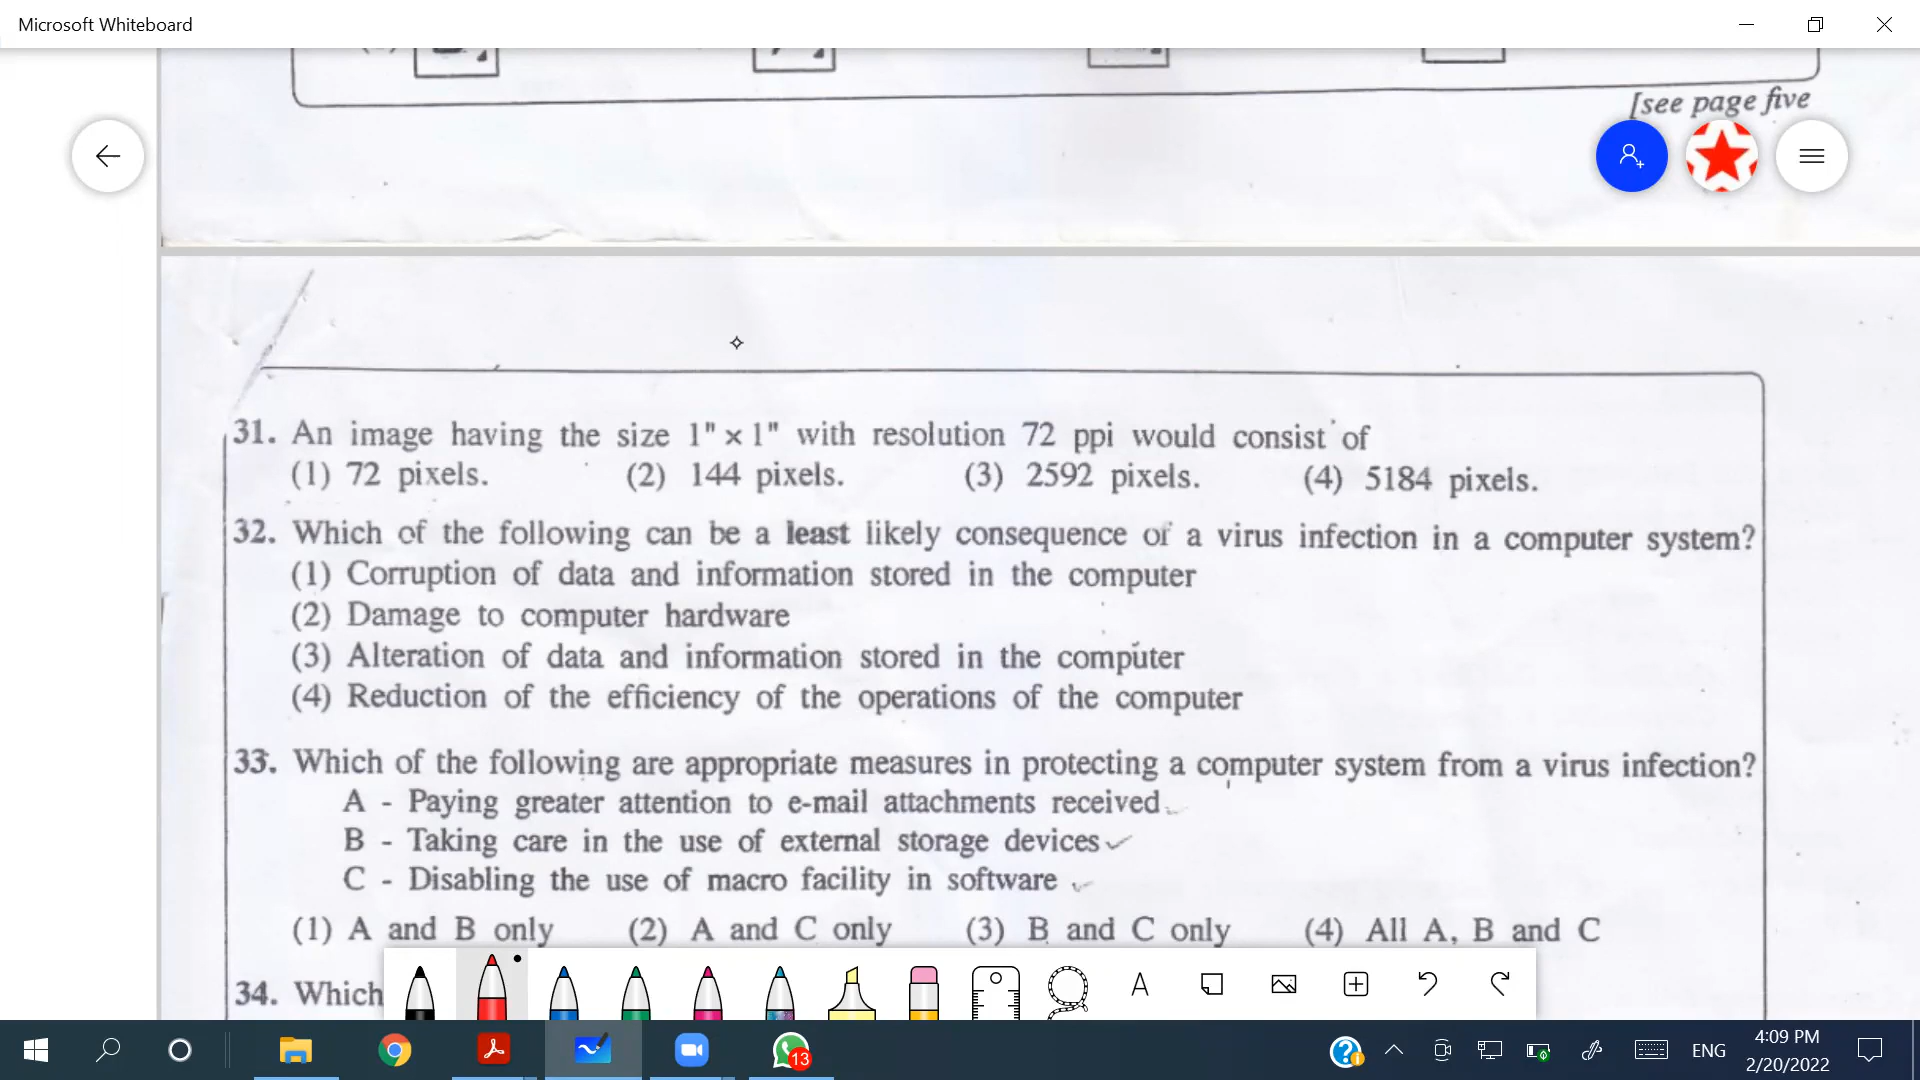 Microsoft Whiteboard
[see page five
31. An image having the size 1" × 1" with resolution 72 ppi would consist of
(1) 72 pixels. (2) 144 pixels. (3) 2592 pixels. (4) 5184 pixels.
32. Which of the following can be a least likely consequence of a virus infection in a computer system?
(1) Corruption of data and information stored in the computer
(2) Damage to computer hardware
(3) Alteration of data and information stored in the computer
(4) Reduction of the efficiency of the operations of the computer
33. Which of the following are appropriate measures in protecting a computer system from a virus infection?
A - Paying greater attention to e-mail attachments received
B - Taking care in the use of external storage devices
C - Disabling the use of macro facility in software
(1) A and B only (2) A and C only (3) B and C only (4) All A, B and C
34. Which
A
13
ENG
4:09 PM
2/20/2022